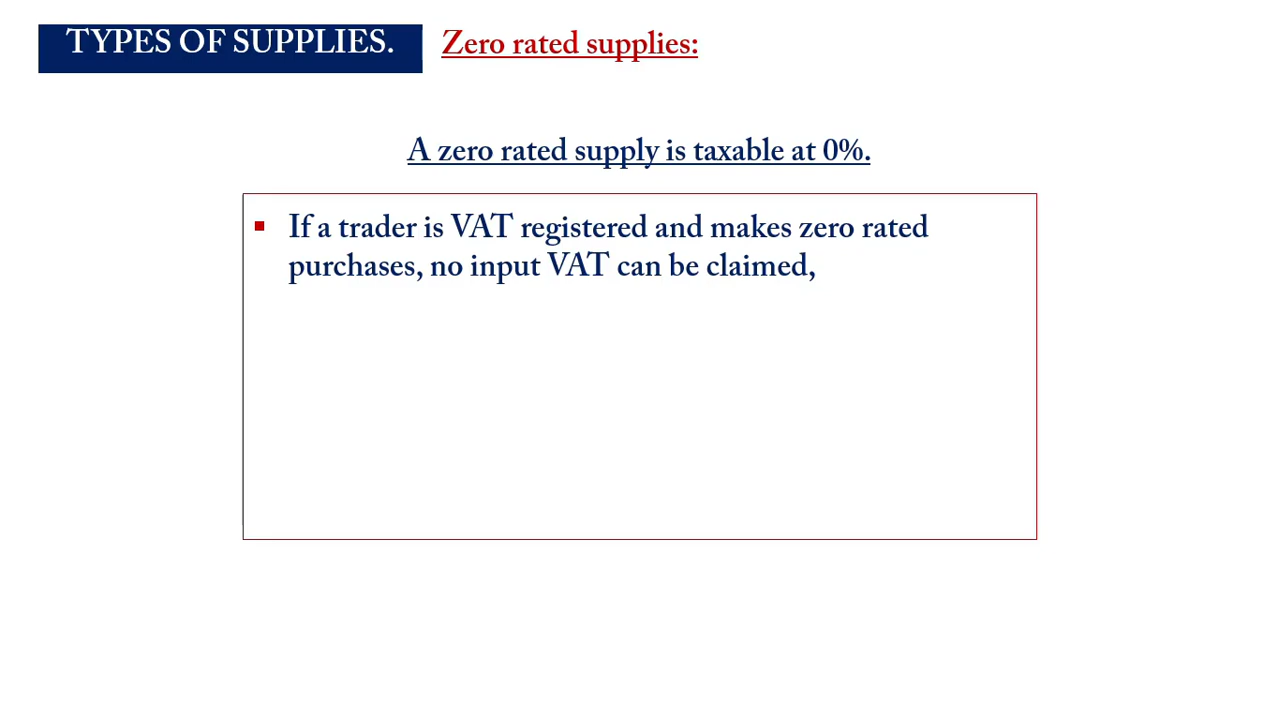 TYPES OF SUPPLIES.
Zero rated supplies:
A zero rated supply is taxable at 0%.
▪ If a trader is VAT registered and makes zero rated
purchases, no input VAT can be claimed,